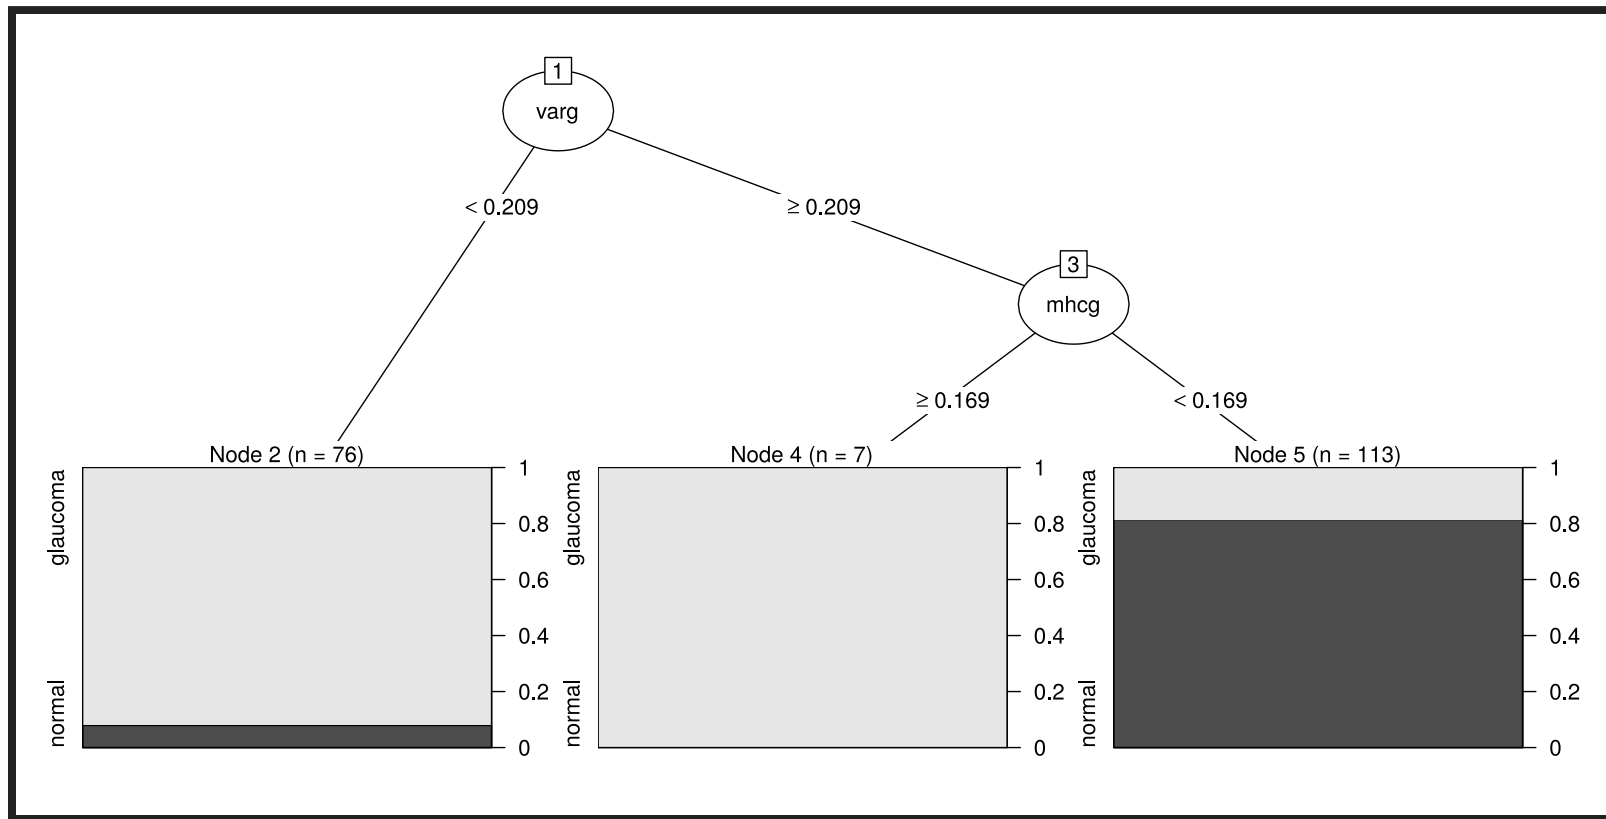 1
varg
< 0.209
≥ 0.209
3
mhcg
≥ 0.169
< 0.169
Node 2 (n = 76)
glaucoma
normal
1
0.8
0.6
0.4
0.2
0
Node 4 (n = 7)
glaucoma
normal
1
0.8
0.6
0.4
0.2
0
Node 5 (n = 113)
glaucoma
normal
1
0.8
0.6
0.4
0.2
0